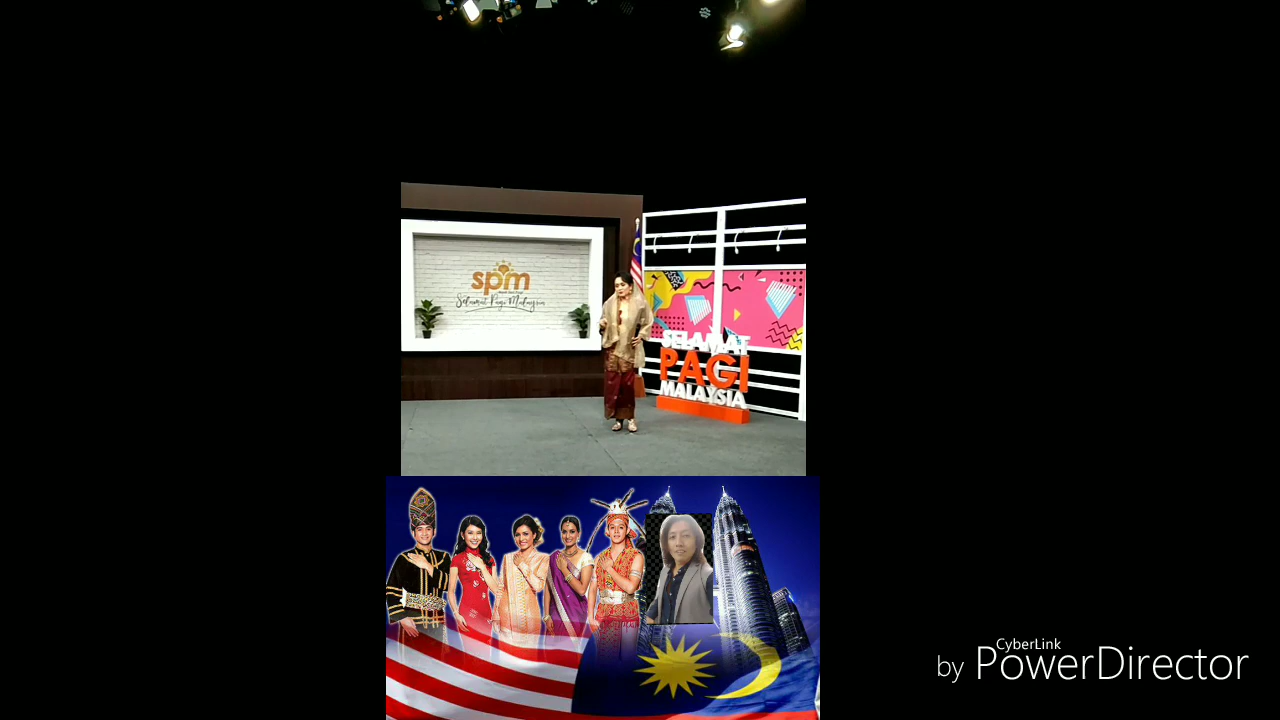 spm
Selamat Pagi Malaysia
SELAMAT
PAGI
MALAYSIA
CyberLink
by PowerDirector